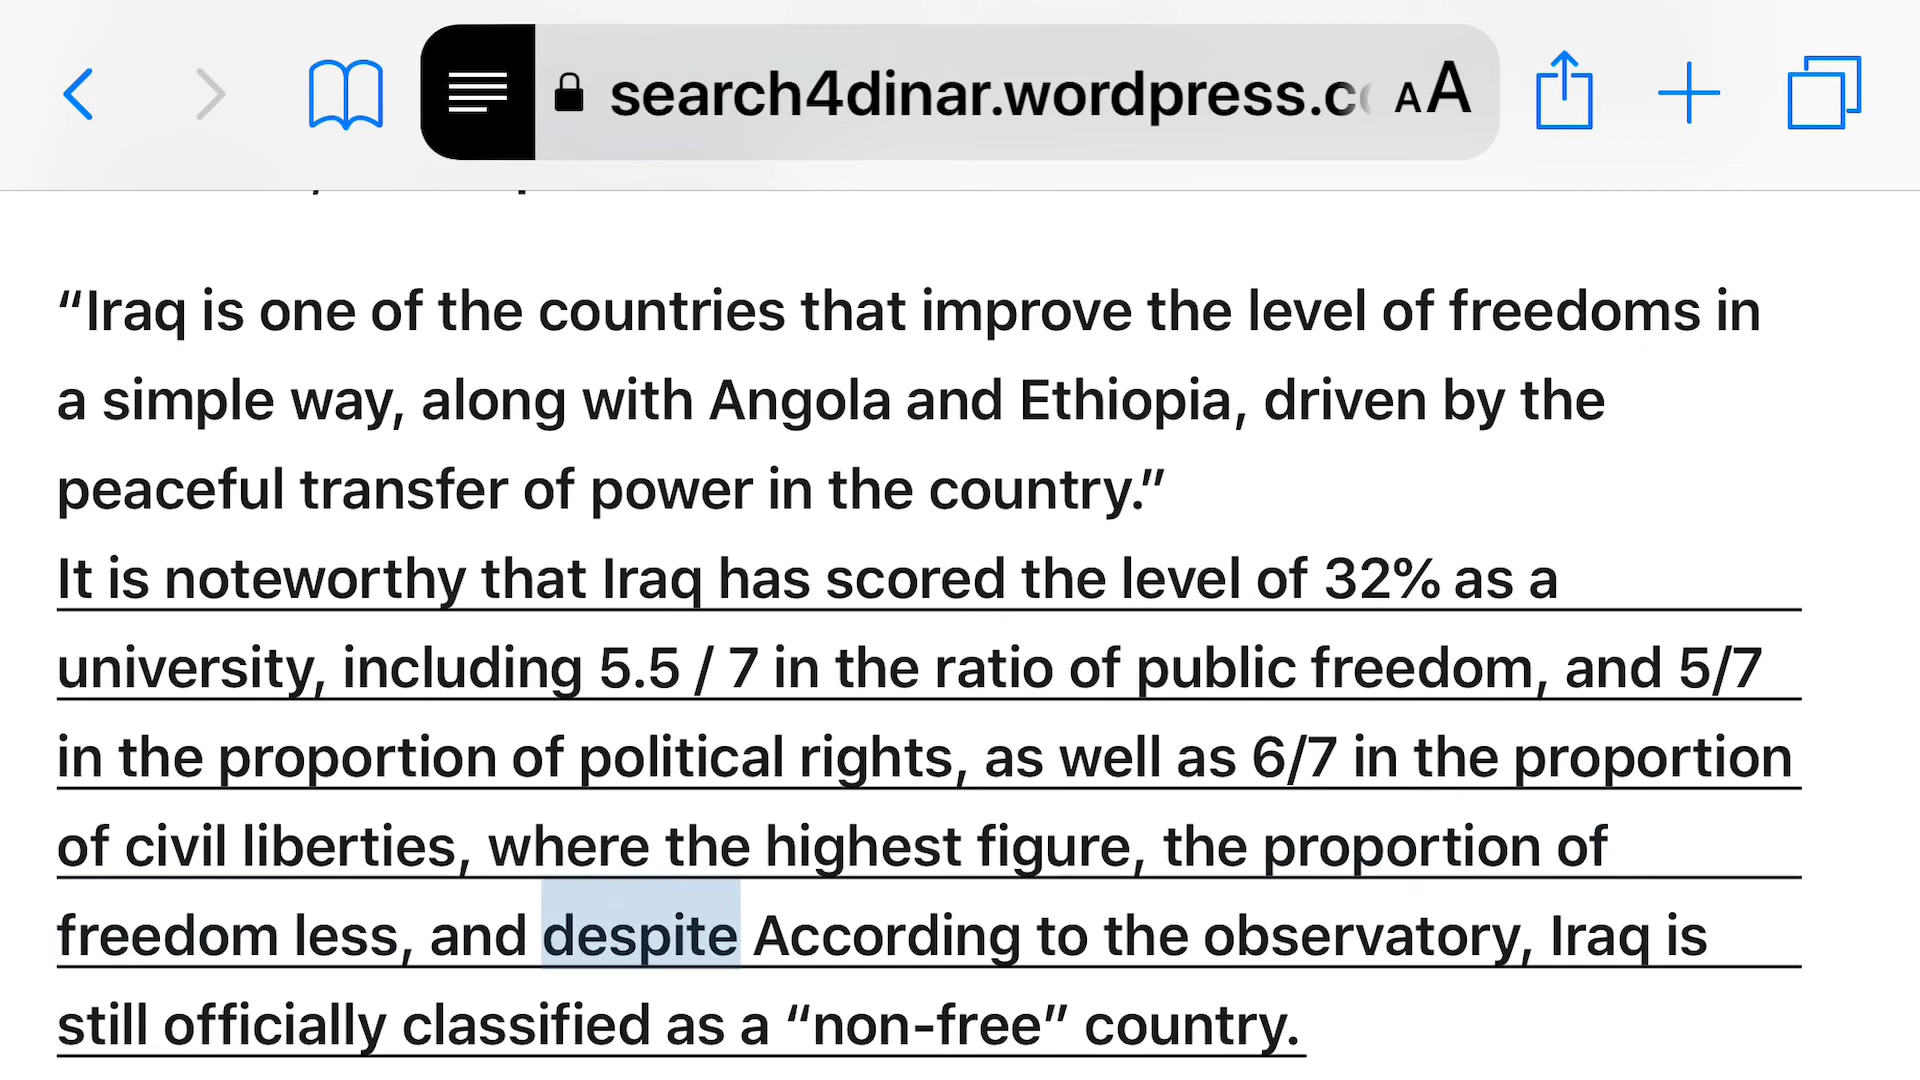 search4dinar.wordpress.c AA
“Iraq is one of the countries that improve the level of freedoms in
a simple way, along with Angola and Ethiopia, driven by the
peaceful transfer of power in the country.”
It is noteworthy that Iraq has scored the level of 32% as a
university, including 5.5 / 7 in the ratio of public freedom, and 5/7
in the proportion of political rights, as well as 6/7 in the proportion
of civil liberties, where the highest figure, the proportion of
freedom less, and despite According to the observatory, Iraq is
still officially classified as a “non-free” country.